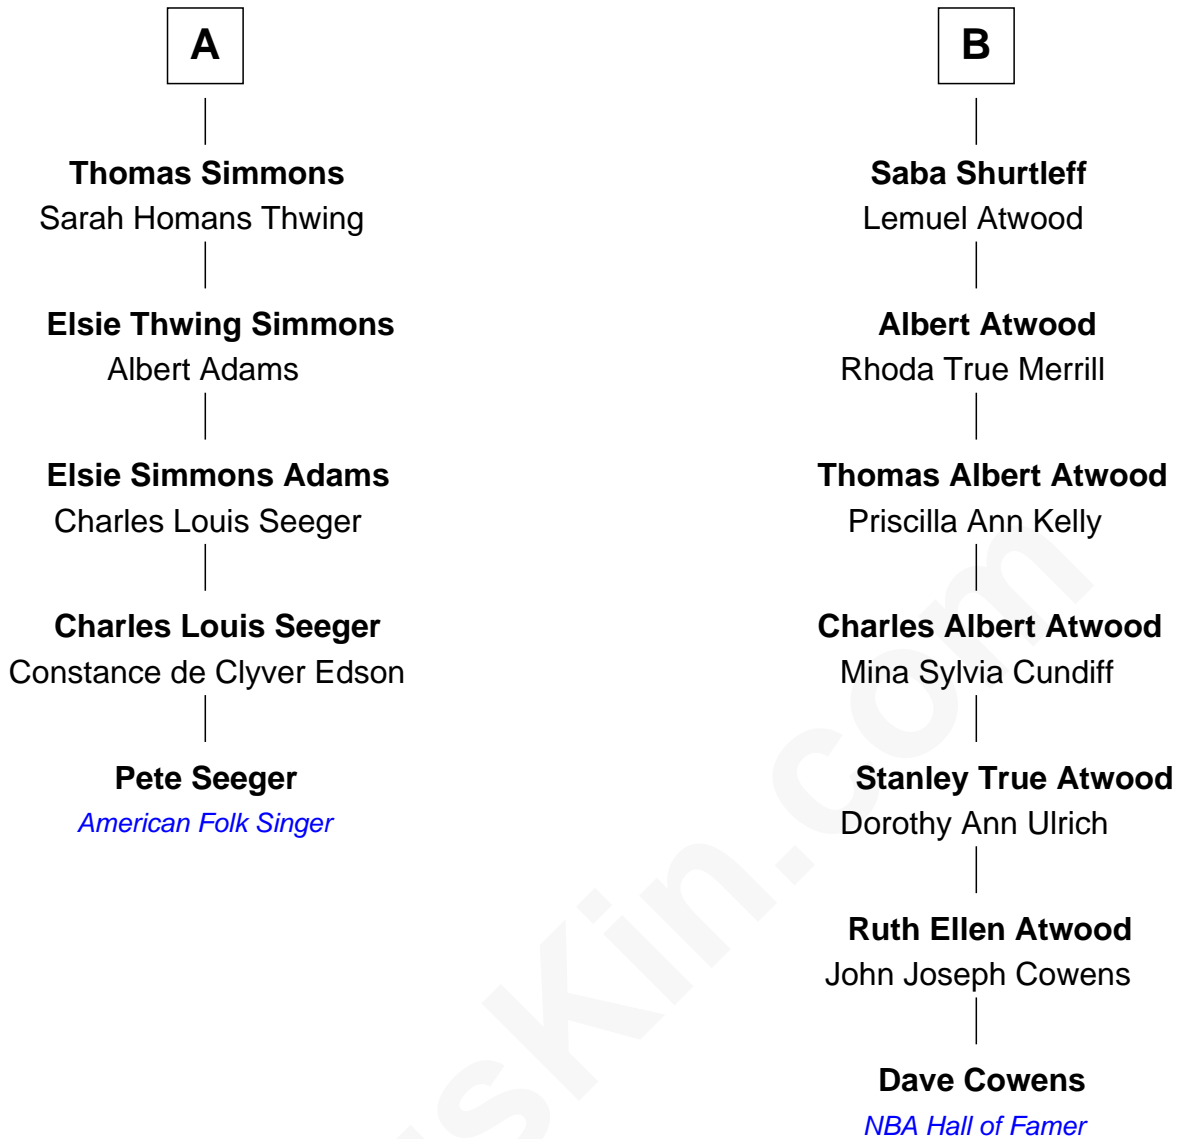 A
Thomas Simmons
Sarah Homans Thwing
Elsie Thwing Simmons
Albert Adams
Elsie Simmons Adams
Charles Louis Seeger
Charles Louis Seeger
Constance de Clyver Edson
Pete Seeger
American Folk Singer
B
Saba Shurtleff
Lemuel Atwood
Albert Atwood
Rhoda True Merrill
Thomas Albert Atwood
Priscilla Ann Kelly
Charles Albert Atwood
Mina Sylvia Cundiff
Stanley True Atwood
Dorothy Ann Ulrich
Ruth Ellen Atwood
John Joseph Cowens
Dave Cowens
NBA Hall of Famer